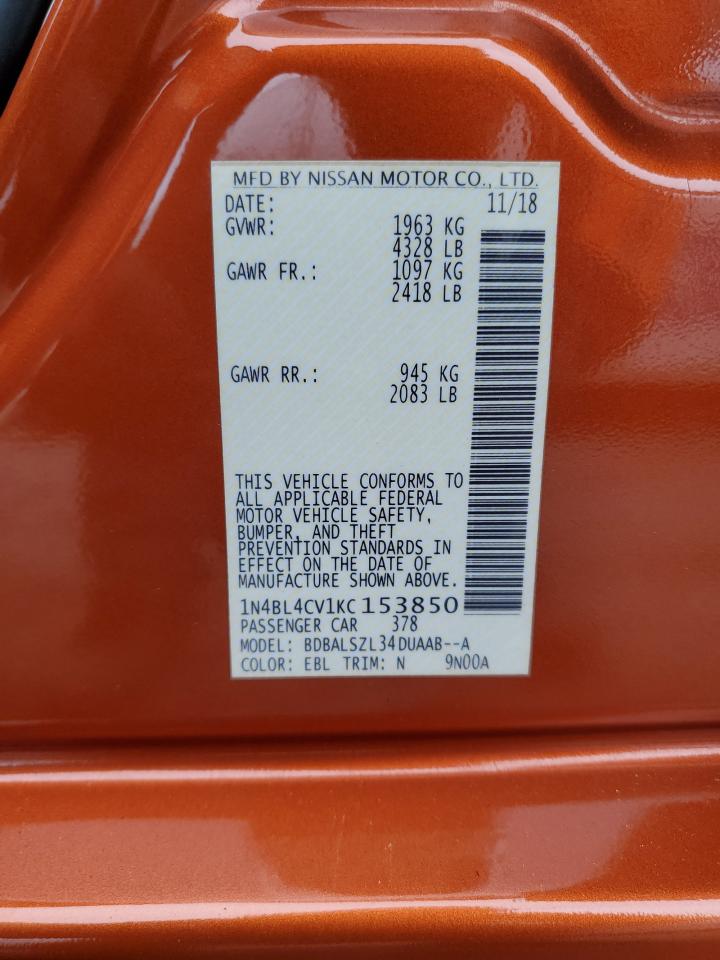 MFD BY NISSAN MOTOR CO., LTD.
DATE: 11/18
GVWR: 1963 KG
4328 LB
GAWR FR.: 1097 KG
2418 LB
GAWR RR.: 945 KG
2083 LB
THIS VEHICLE CONFORMS TO
ALL APPLICABLE FEDERAL
MOTOR VEHICLE SAFETY,
BUMPER, AND THEFT
PREVENTION STANDARDS IN
EFFECT ON THE DATE OF
MANUFACTURE SHOWN ABOVE.
1N4BL4CV1KC153850
PASSENGER CAR 378
MODEL: BDBALSZL34DUAAB--A
COLOR: EBL TRIM: N 9N00A